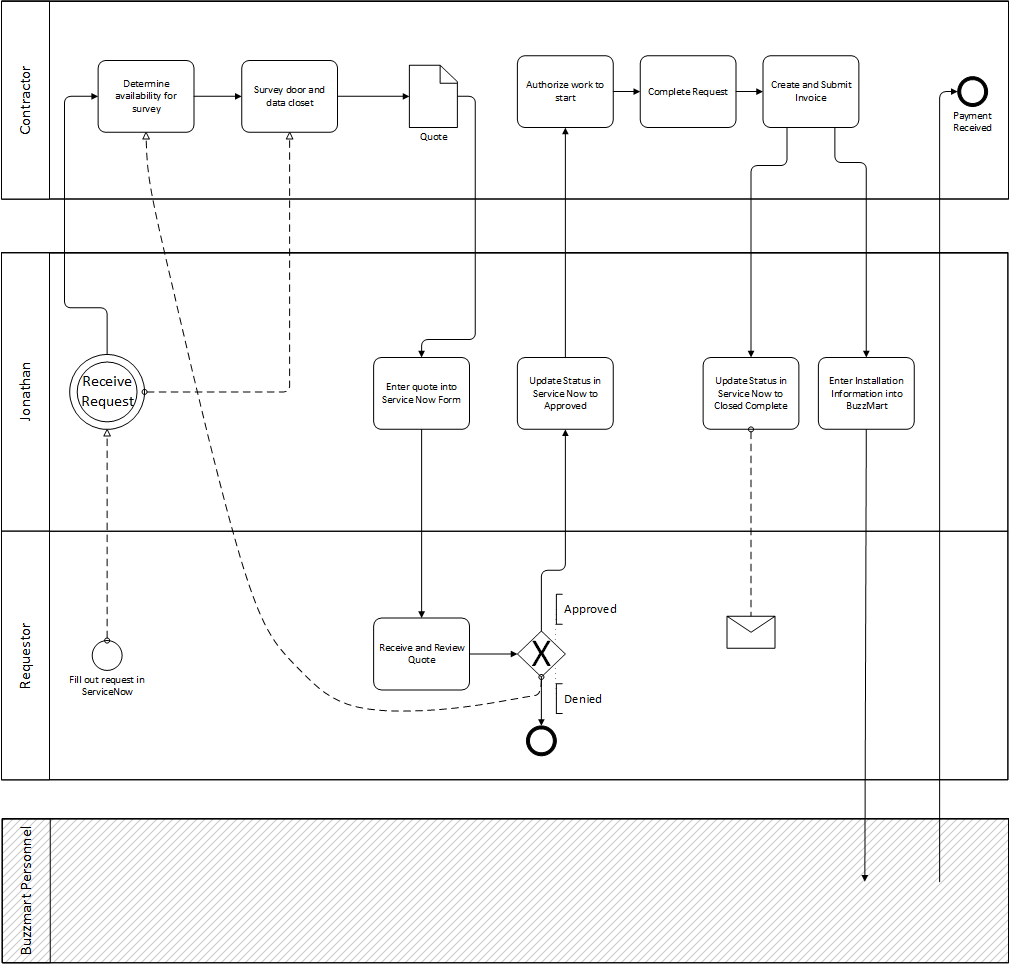 Contractor
Determine
availability for
survey
Survey door and
data closet
Quote
Authorize work to
start
Complete Request
Create and Submit
Invoice
Payment
Received
Jonathan
Receive
Request
Enter quote into
Service Now Form
Update Status in
Service Now to
Approved
Update Status in
Service Now to
Closed Complete
Enter Installation
Information into
BuzzMart
Requestor
Fill out request in
ServiceNow
Receive and Review
Quote
X
Approved
Denied
Buzzmart Personnel